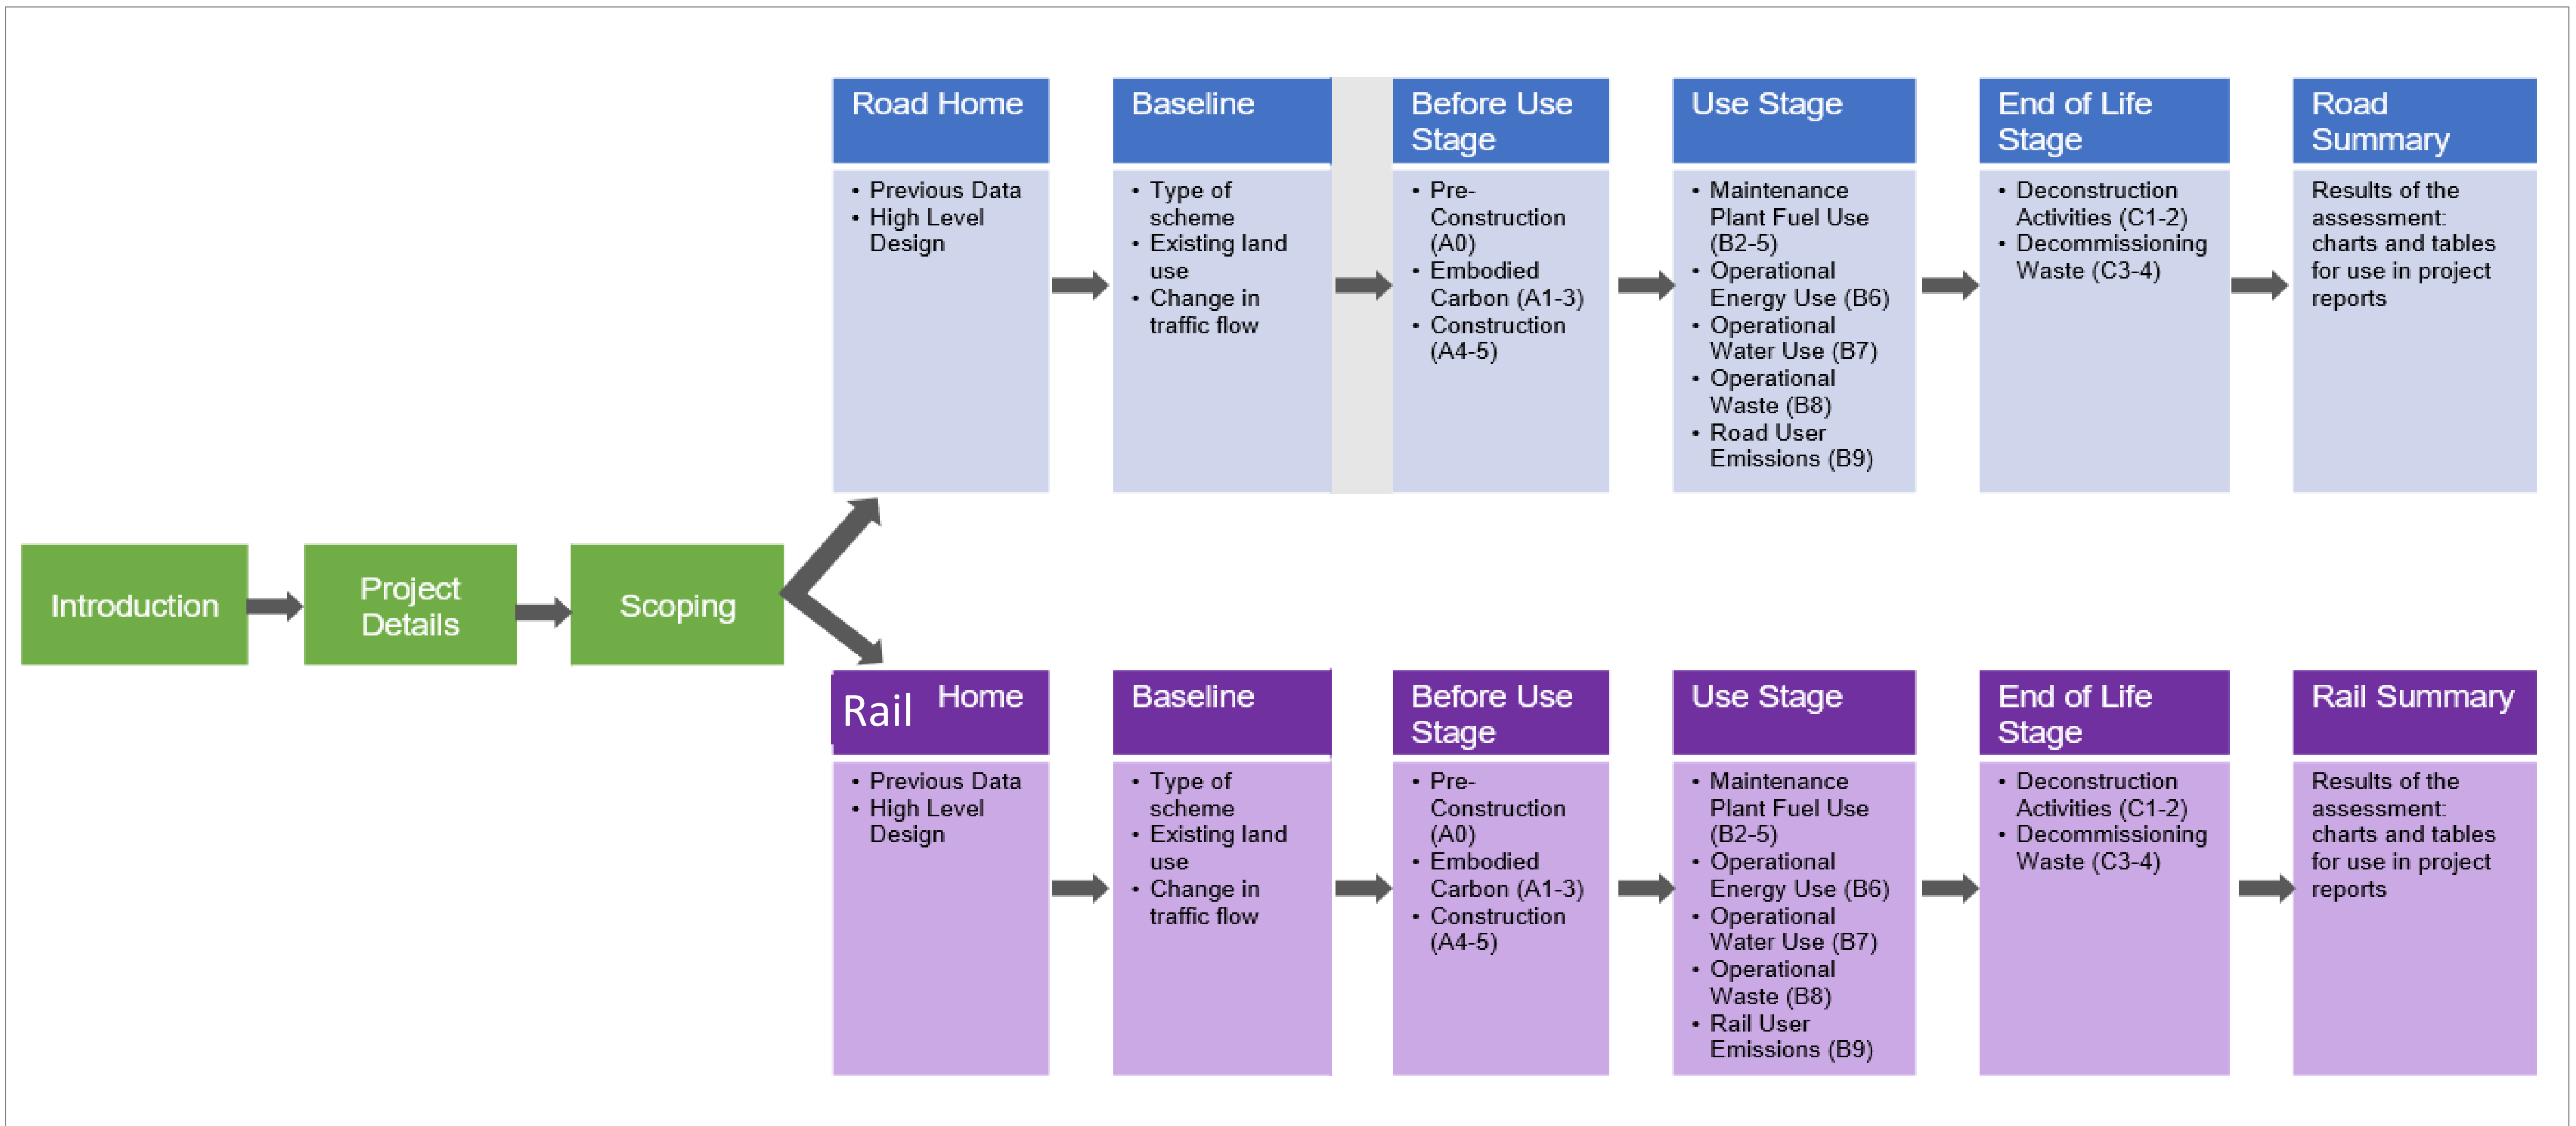 Road Home
• Previous Data
• High Level
Design
Baseline
• Type of
scheme
• Existing land
use
• Change in
traffic flow
Before Use
Stage
• Pre-
Construction
(A0)
• Embodied
Carbon (A1-3)
• Construction
(A4-5)
Use Stage
• Maintenance
Plant Fuel Use
(B2-5)
• Operational
Energy Use (B6)
• Operational
Water Use (B7)
• Operational
Waste (B8)
• Road User
Emissions (B9)
End of Life
Stage
• Deconstruction
Activities (C1-2)
• Decommissioning
Waste (C3-4)
Road
Summary
Results of the
assessment:
charts and tables
for use in project
reports
Introduction
Project
Details
Scoping
Rail Home
• Previous Data
• High Level
Design
Baseline
• Type of
scheme
• Existing land
use
• Change in
traffic flow
Before Use
Stage
• Pre-
Construction
(A0)
• Embodied
Carbon (A1-3)
• Construction
(A4-5)
Use Stage
• Maintenance
Plant Fuel Use
(B2-5)
• Operational
Energy Use (B6)
• Operational
Water Use (B7)
• Operational
Waste (B8)
• Rail User
Emissions (B9)
End of Life
Stage
• Deconstruction
Activities (C1-2)
• Decommissioning
Waste (C3-4)
Rail Summary
Results of the
assessment:
charts and tables
for use in project
reports